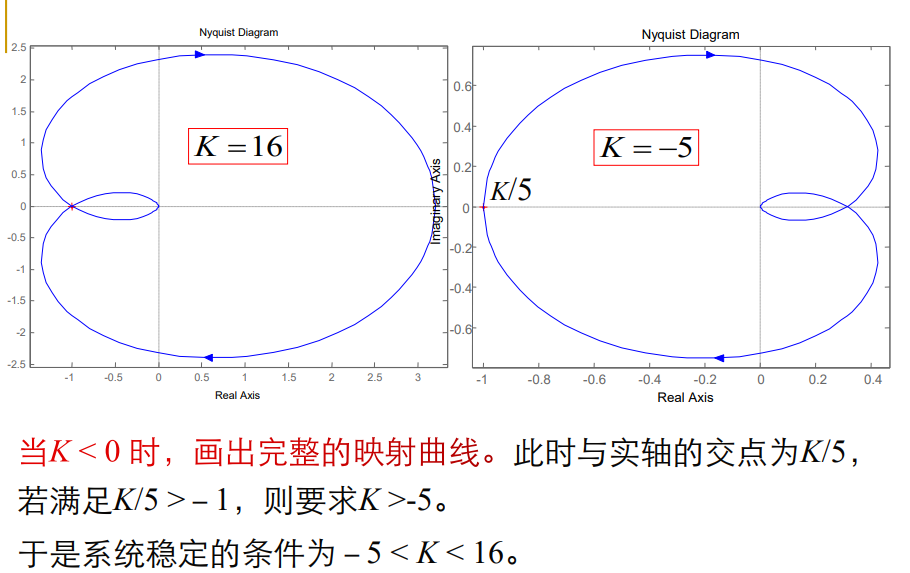 Nyquist Diagram
2.5
2
1.5
1
0.5
0
-0.5
-1
-1.5
-2
-2.5
K = 16
-1 -0.5 0 0.5 1 1.5 2 2.5 3
Real Axis
Nyquist Diagram
Imaginary Axis
0.6
0.4
0.2
0
-0.2
-0.4
-0.6
K = −5
K/5
-1 -0.8 -0.6 -0.4 -0.2 0 0.2 0.4
Real Axis
当K < 0 时，画出完整的映射曲线。此时与实轴的交点为K/5，
若满足K/5 > – 1，则要求K >-5。
于是系统稳定的条件为 – 5 < K < 16。